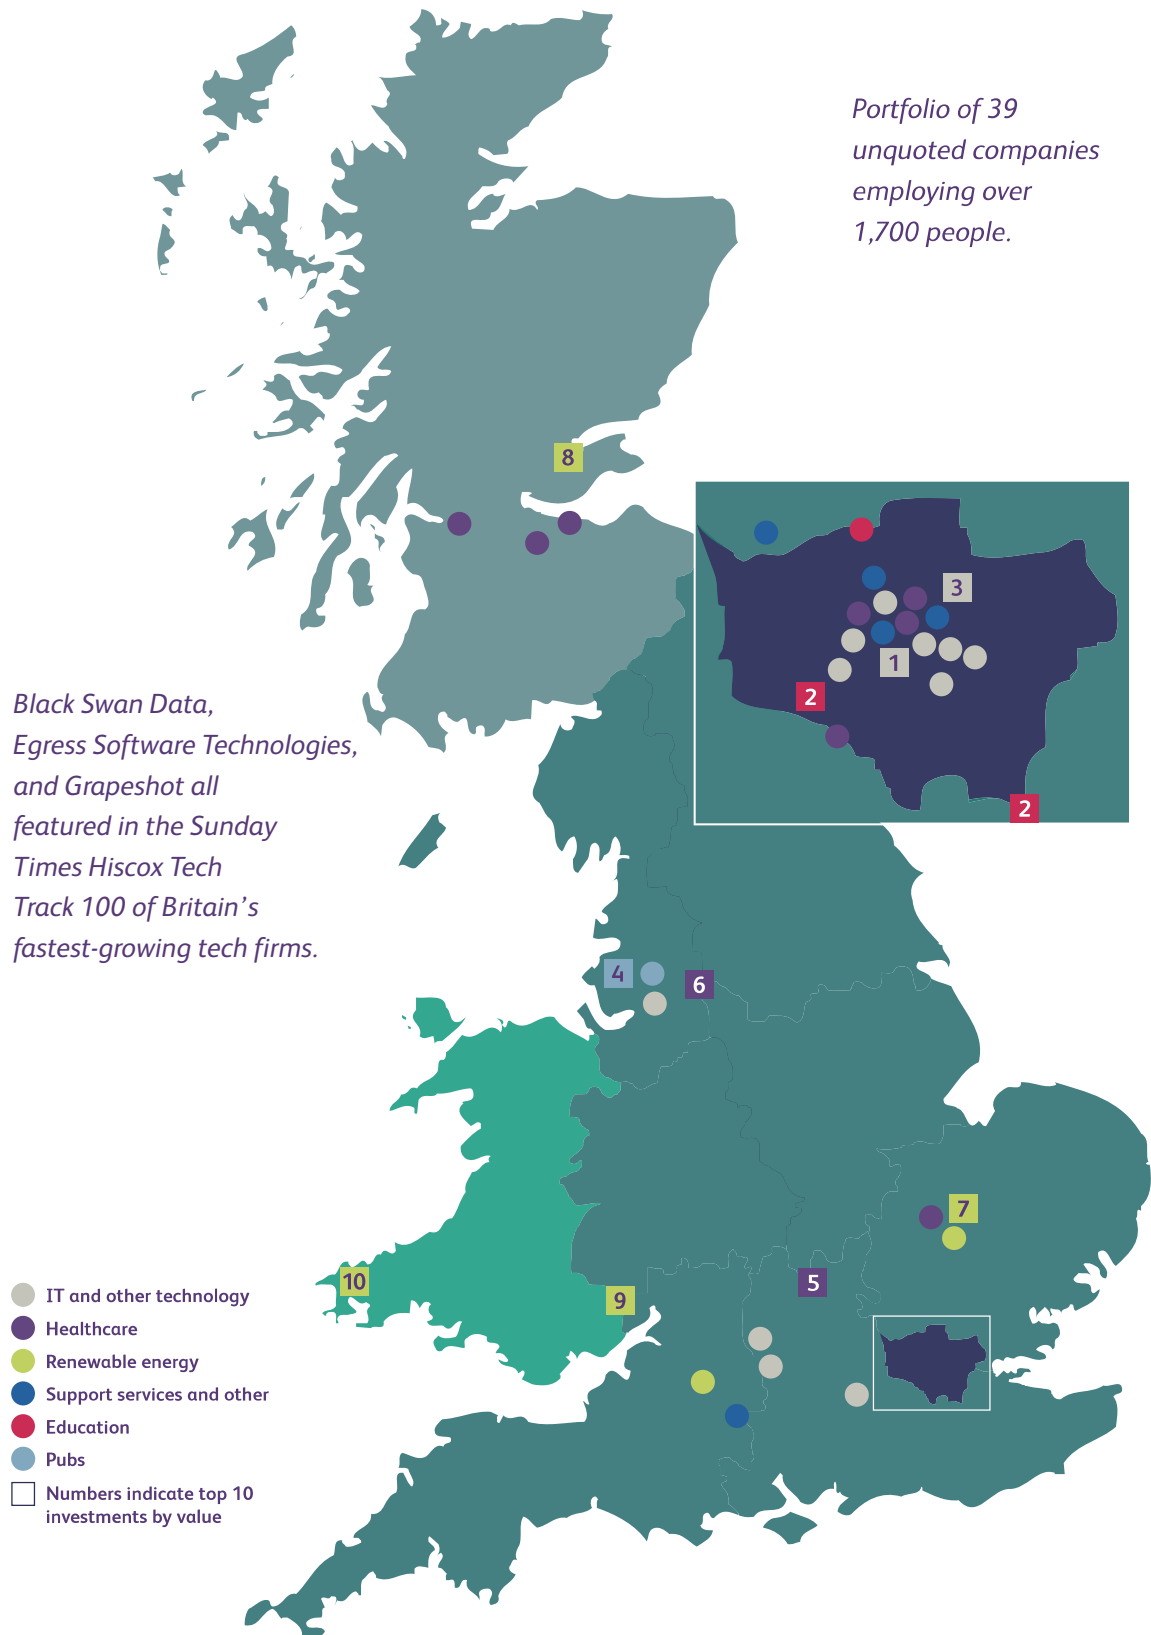 Portfolio of 39
unquoted companies
employing over
1,700 people.
8
3
1
2
2
Black Swan Data,
Egress Software Technologies,
and Grapeshot all
featured in the Sunday
Times Hiscox Tech
Track 100 of Britain’s
fastest-growing tech firms.
4
6
7
5
10
9
IT and other technology
Healthcare
Renewable energy
Support services and other
Education
Pubs
Numbers indicate top 10
investments by value